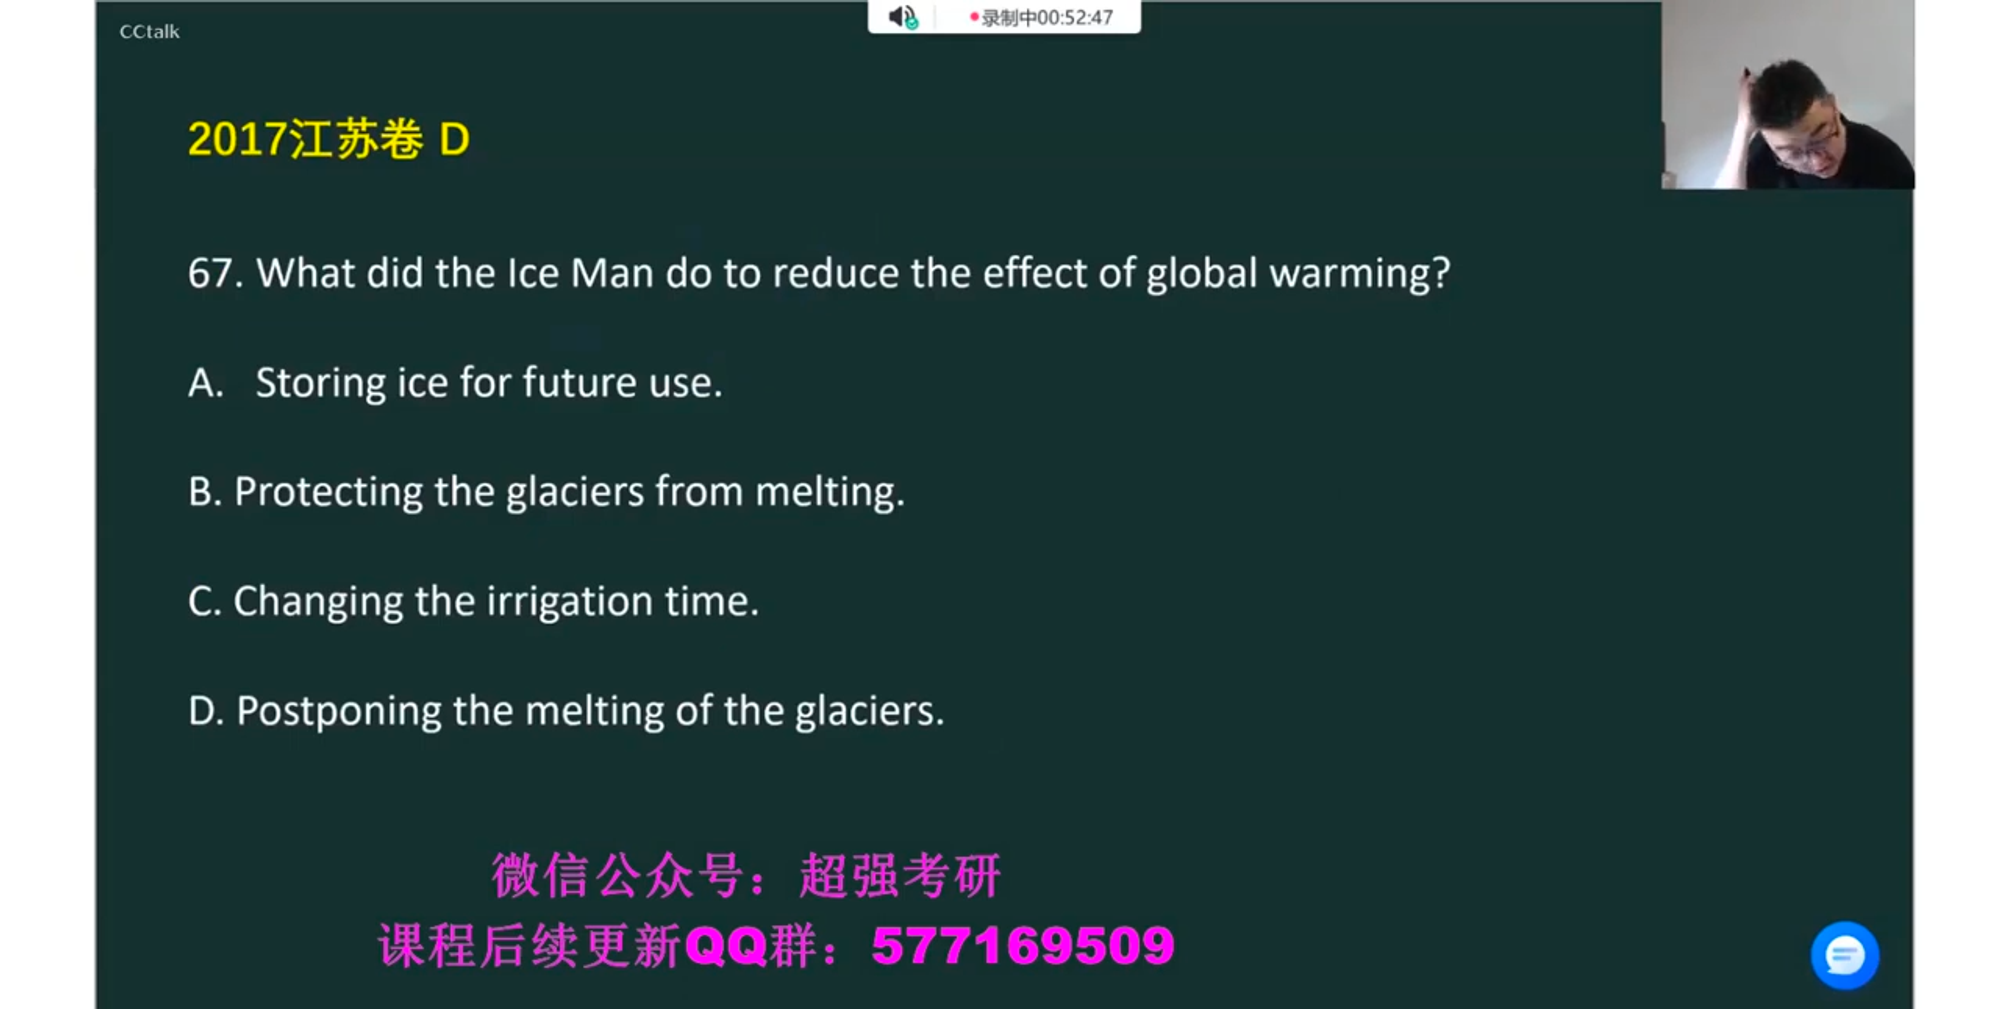 CCtalk
录制中00:52:47
2017江苏卷 D
67. What did the Ice Man do to reduce the effect of global warming?
A. Storing ice for future use.
B. Protecting the glaciers from melting.
C. Changing the irrigation time.
D. Postponing the melting of the glaciers.
微信公众号：超强考研
课程后续更新QQ群：577169509